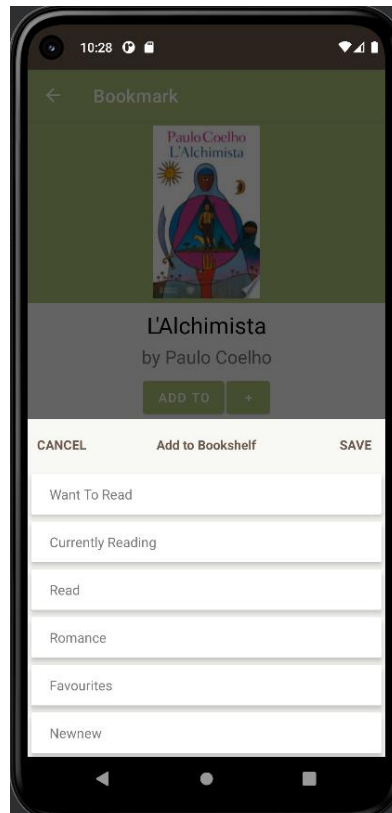 10:28
Bookmark
Paulo Coelho
L'Alchimista
L'Alchimista
by Paulo Coelho
ADD TO +
CANCEL Add to Bookshelf SAVE
Want To Read
Currently Reading
Read
Romance
Favourites
Newnew